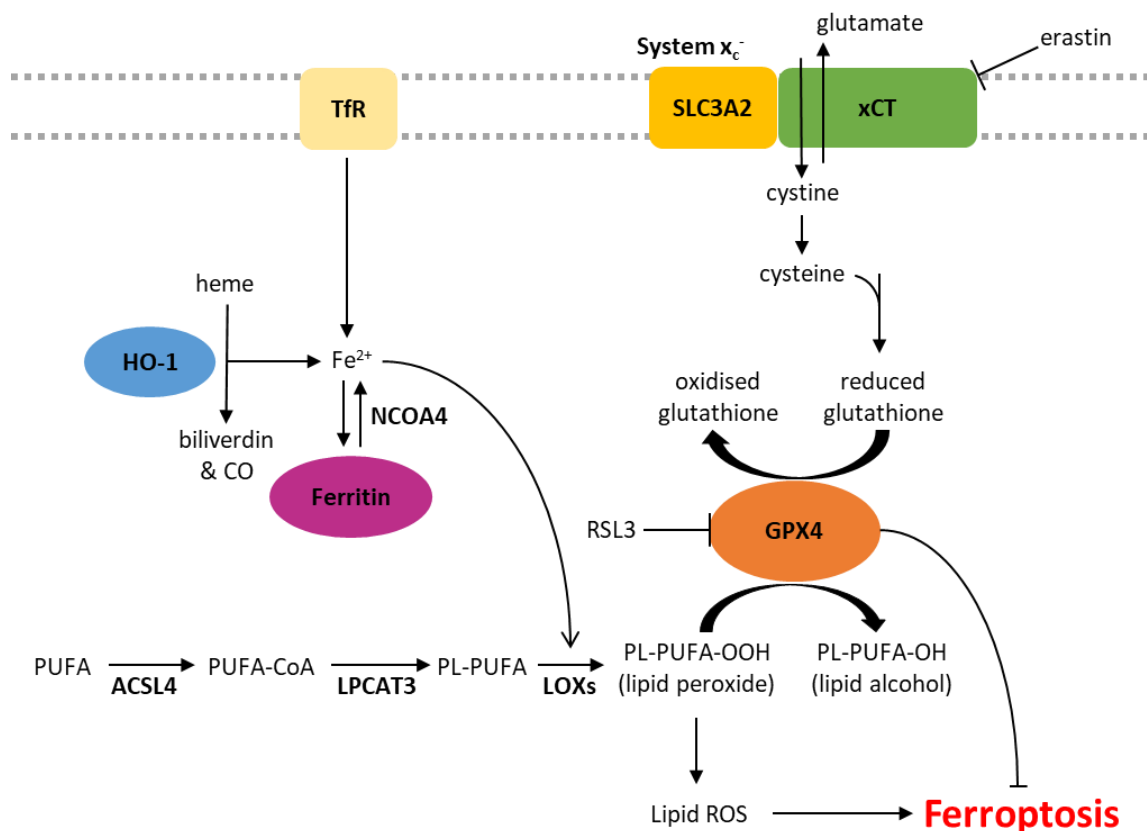 glutamate
System xc-
erastin
TfR
SLC3A2
xCT
cystine
cysteine
heme
HO-1
Fe2+
oxidised
glutathione
reduced
glutathione
NCOA4
biliverdin
& CO
Ferritin
RSL3
GPX4
PUFA
PUFA-CoA
PL-PUFA
PL-PUFA-OOH
(lipid peroxide)
PL-PUFA-OH
(lipid alcohol)
ACSL4
LPCAT3
LOXs
Lipid ROS
Ferroptosis